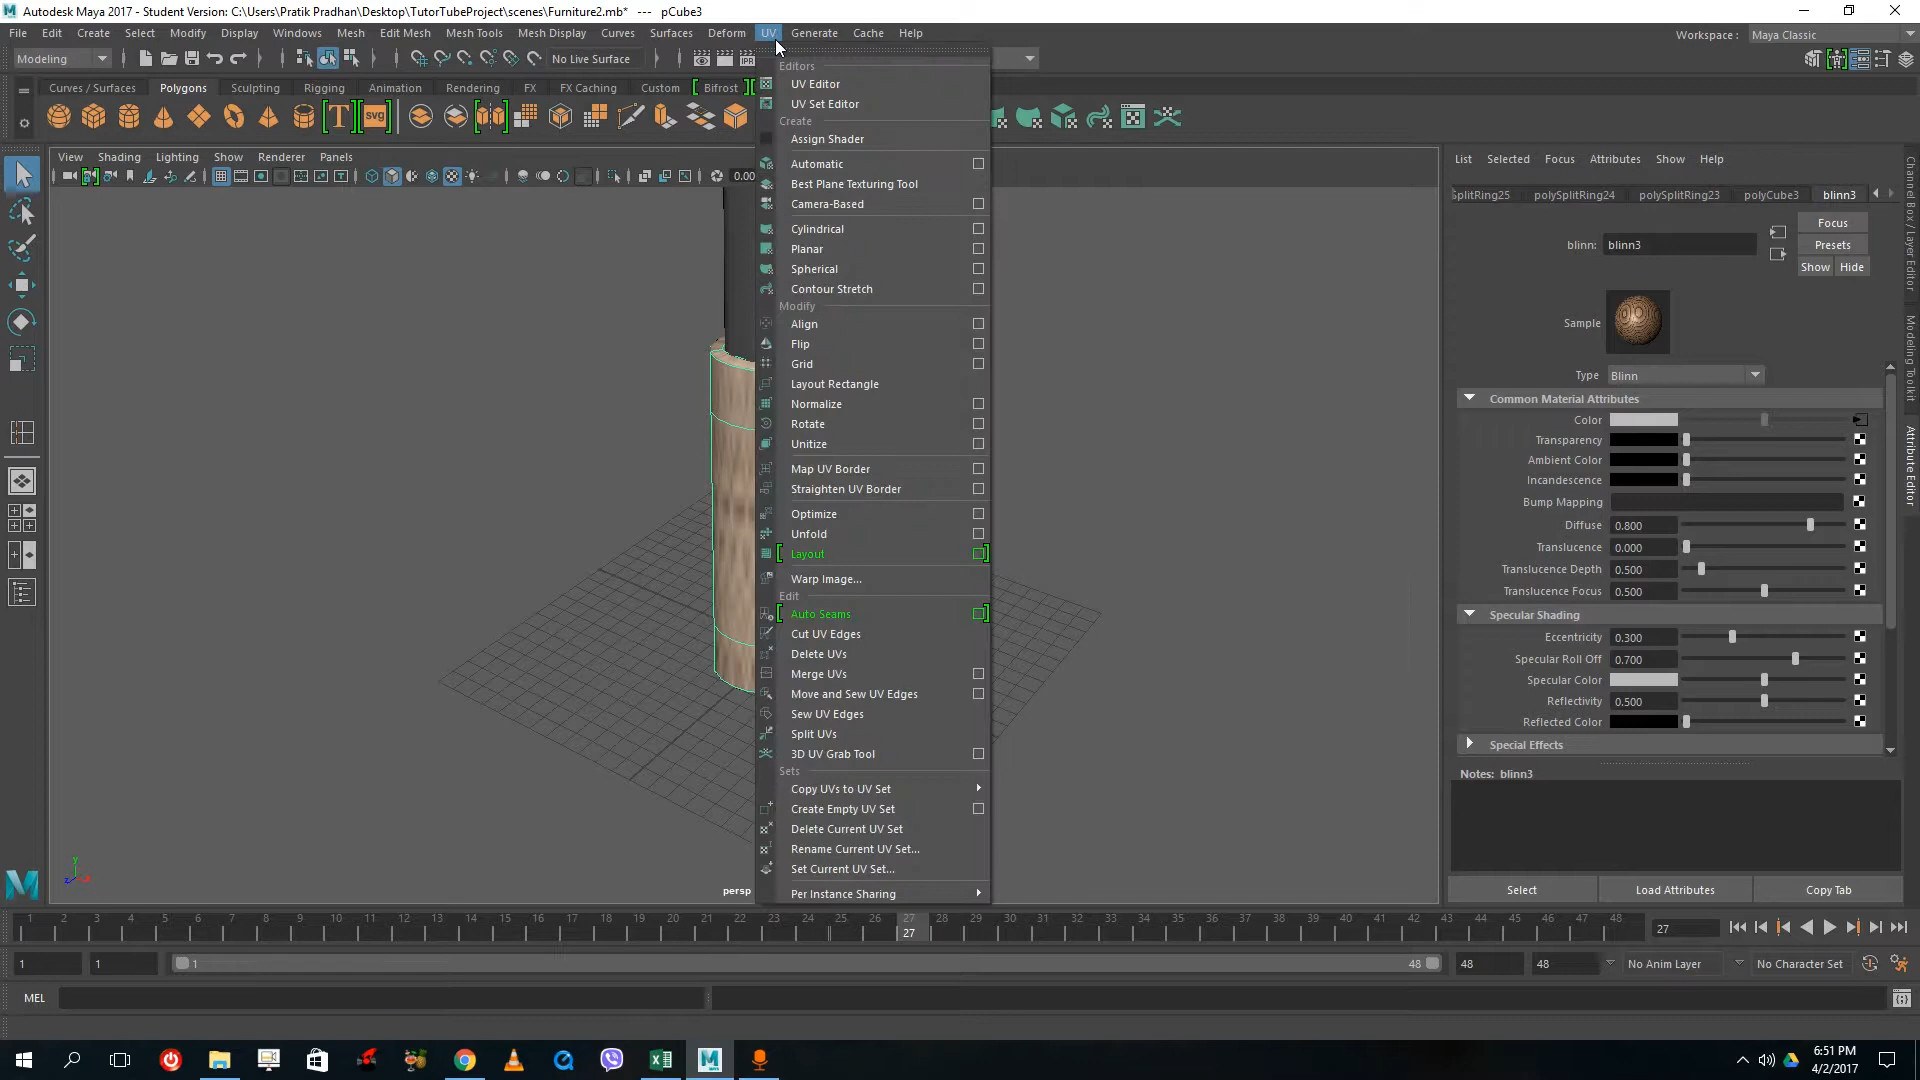 Autodesk Maya 2017 - Student Version: C:\Users\Pratik Pradhan\Desktop\TutorTubeProject\scenes\Furniture2.mb* --- pCube3
File Edit Create Select Modify Display Windows Mesh Edit Mesh Mesh Tools Mesh Display Curves Surfaces Deform UV Generate Cache Help
Workspace : Maya Classic
Modeling No Live Surface
Curves / Surfaces Polygons Sculpting Rigging Animation Rendering FX FX Caching Custom Bifrost
T svg
IPR
View Shading Lighting Show Renderer Panels
0.00
Editors
UV Editor
UV Set Editor
Create
Assign Shader
Automatic
Best Plane Texturing Tool
Camera-Based
Cylindrical
Planar
Spherical
Contour Stretch
Modify
Align
Flip
Grid
Layout Rectangle
Normalize
Rotate
Unitize
Map UV Border
Straighten UV Border
Optimize
Unfold
Layout
Warp Image...
Edit
Auto Seams
Cut UV Edges
Delete UVs
Merge UVs
Move and Sew UV Edges
Sew UV Edges
Split UVs
3D UV Grab Tool
Sets
Copy UVs to UV Set
Create Empty UV Set
Delete Current UV Set
Rename Current UV Set...
Set Current UV Set...
Per Instance Sharing
persp
y
z
List Selected Focus Attributes Show Help
SplitRing25 polySplitRing24 polySplitRing23 polyCube3 blinn3
blinn: blinn3
Focus
Presets
Show Hide
Sample
Type Blinn
Common Material Attributes
Color
Transparency
Ambient Color
Incandescence
Bump Mapping
Diffuse 0.800
Translucence 0.000
Translucence Depth 0.500
Translucence Focus 0.500
Specular Shading
Eccentricity 0.300
Specular Roll Off 0.700
Specular Color
Reflectivity 0.500
Reflected Color
Special Effects
Notes: blinn3
Select Load Attributes Copy Tab
Channel Box / Layer Editor
Modeling Toolkit
Attribute Editor
1 2 3 4 5 6 7 8 9 10 11 12 13 14 15 16 17 18 19 20 21 22 23 24 25 26 27 28 29 30 31 32 33 34 35 36 37 38 39 40 41 42 43 44 45 46 47 48
27 27
1 1 1 48 48 48 No Anim Layer No Character Set
MEL
6:51 PM
4/2/2017